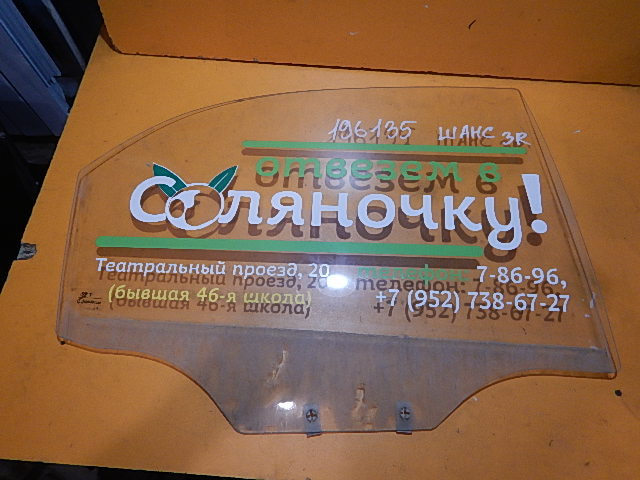 196135 ШАНС 3R
отвезем в
Соляночку!
Театральный проезд, 20 телефон: 7-86-96,
(бывшая 46-я школа) +7 (952) 738-67-27